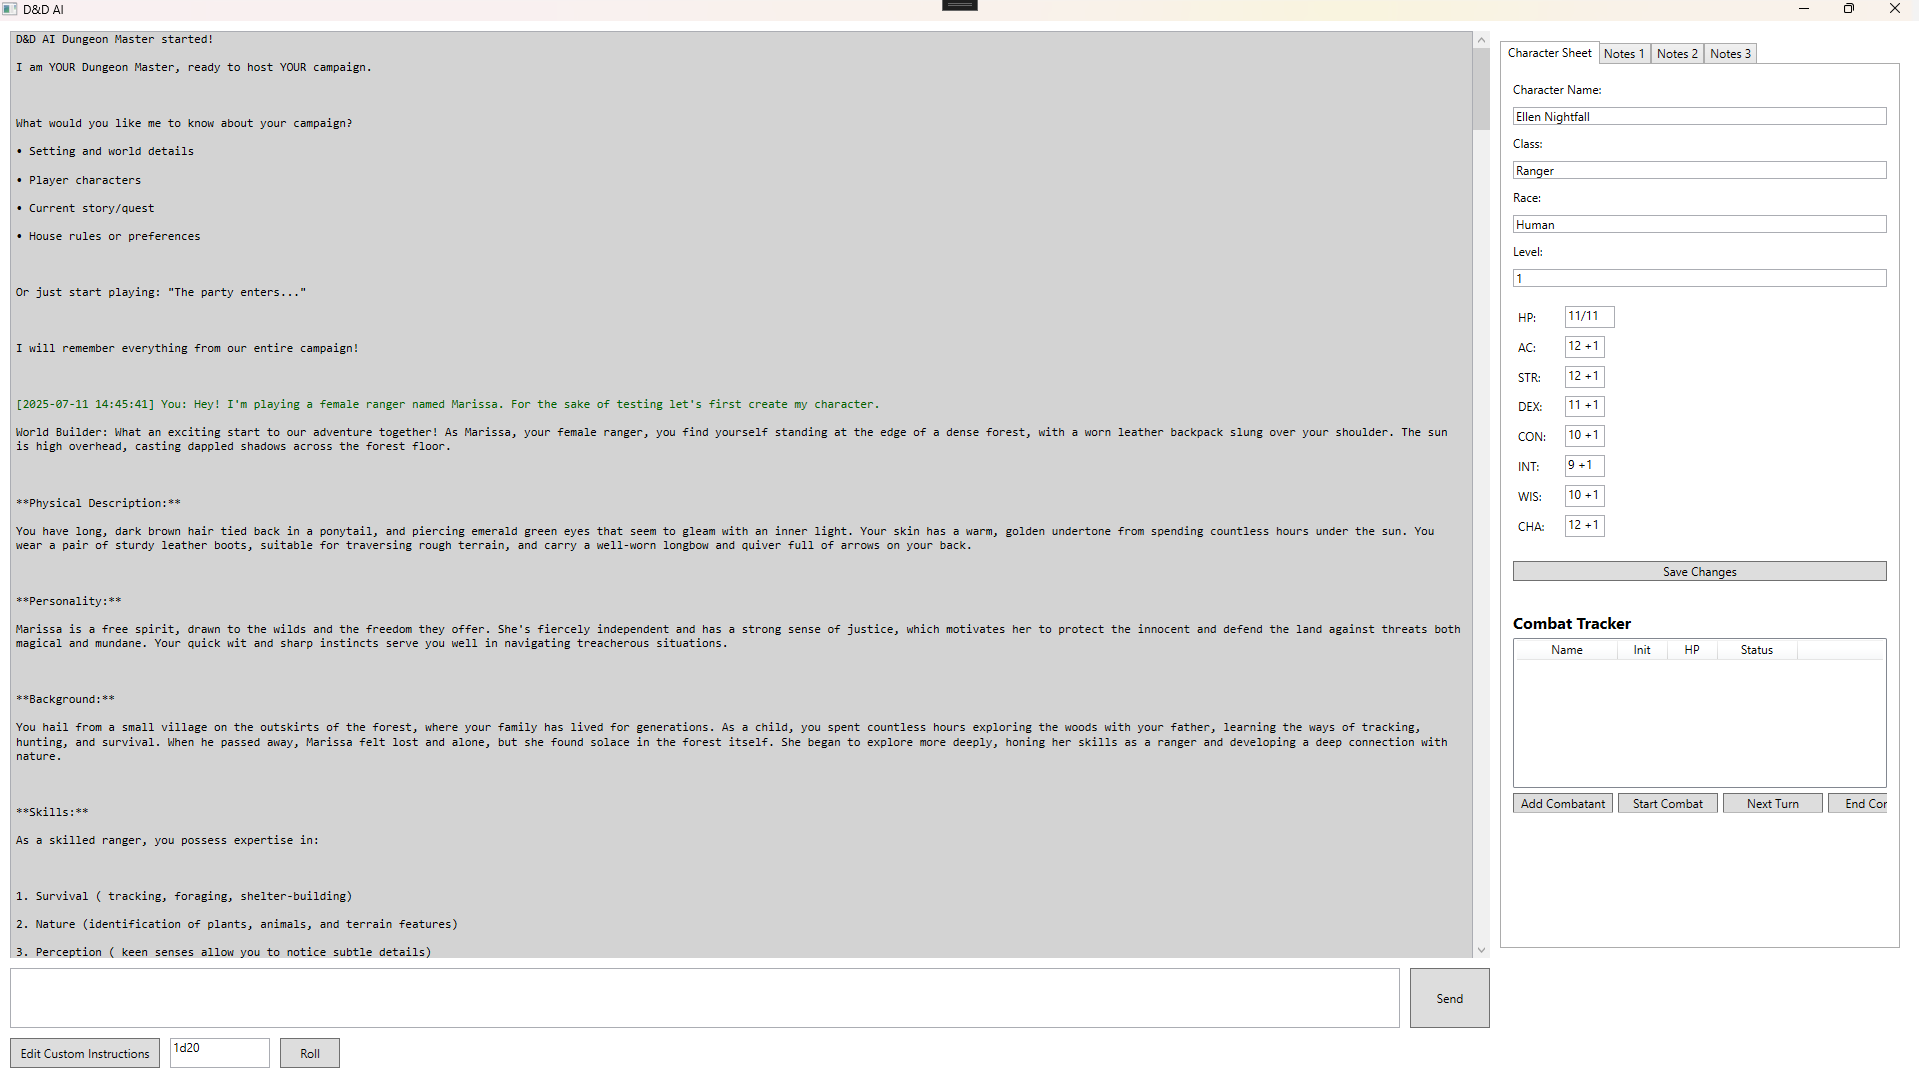 D&D AI
D&D AI Dungeon Master started!
I am YOUR Dungeon Master, ready to host YOUR campaign.
What would you like me to know about your campaign?
• Setting and world details
• Player characters
• Current story/quest
• House rules or preferences
Or just start playing: "The party enters..."
I will remember everything from our entire campaign!
[2025-07-11 14:45:41] You: Hey! I'm playing a female ranger named Marissa. For the sake of testing let's first create my character.
World Builder: What an exciting start to our adventure together! As Marissa, your female ranger, you find yourself standing at the edge of a dense forest, with a worn leather backpack slung over your shoulder. The sun
is high overhead, casting dappled shadows across the forest floor.
**Physical Description:**
You have long, dark brown hair tied back in a ponytail, and piercing emerald green eyes that seem to gleam with an inner light. Your skin has a warm, golden undertone from spending countless hours under the sun. You
wear a pair of sturdy leather boots, suitable for traversing rough terrain, and carry a well-worn longbow and quiver full of arrows on your back.
**Personality:**
Marissa is a free spirit, drawn to the wilds and the freedom they offer. She's fiercely independent and has a strong sense of justice, which motivates her to protect the innocent and defend the land against threats both
magical and mundane. Your quick wit and sharp instincts serve you well in navigating treacherous situations.
**Background:**
You hail from a small village on the outskirts of the forest, where your family has lived for generations. As a child, you spent countless hours exploring the woods with your father, learning the ways of tracking,
hunting, and survival. When he passed away, Marissa felt lost and alone, but she found solace in the forest itself. She began to explore more deeply, honing her skills as a ranger and developing a deep connection with
nature.
**Skills:**
As a skilled ranger, you possess expertise in:
1. Survival ( tracking, foraging, shelter-building)
2. Nature (identification of plants, animals, and terrain features)
3. Perception ( keen senses allow you to notice subtle details)
Send
Edit Custom Instructions
1d20
Roll
Character Sheet
Notes 1
Notes 2
Notes 3
Character Name:
Ellen Nightfall
Class:
Ranger
Race:
Human
Level:
1
HP: 11/11
AC: 12 +1
STR: 12 +1
DEX: 11 +1
CON: 10 +1
INT: 9 +1
WIS: 10 +1
CHA: 12 +1
Save Changes
Combat Tracker
Name Init HP Status
Add Combatant
Start Combat
Next Turn
End Cor